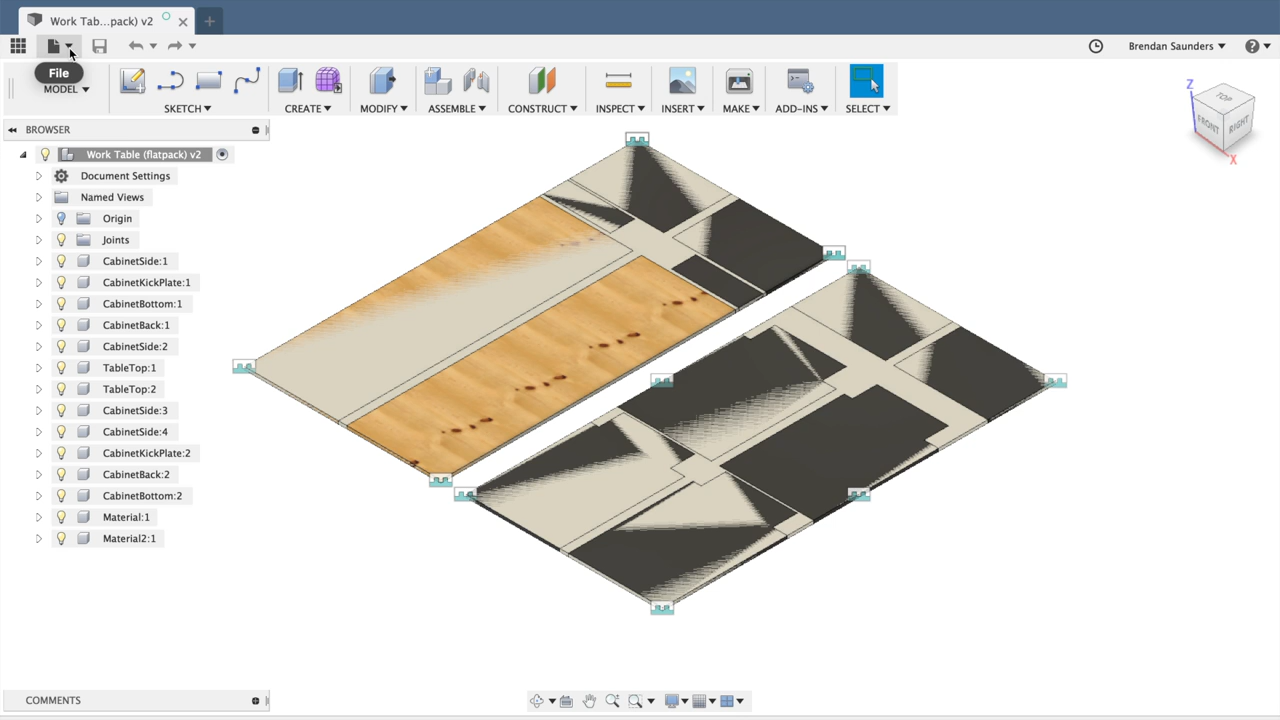 Work Tab...pack) v2
Brendan Saunders
File
MODEL
SKETCH
CREATE
MODIFY
ASSEMBLE
CONSTRUCT
INSPECT
INSERT
MAKE
ADD-INS
SELECT
Z
TOP
FRONT
RIGHT
X
BROWSER
Work Table (flatpack) v2
Document Settings
Named Views
Origin
Joints
CabinetSide:1
CabinetKickPlate:1
CabinetBottom:1
CabinetBack:1
CabinetSide:2
TableTop:1
TableTop:2
CabinetSide:3
CabinetSide:4
CabinetKickPlate:2
CabinetBack:2
CabinetBottom:2
Material:1
Material2:1
COMMENTS